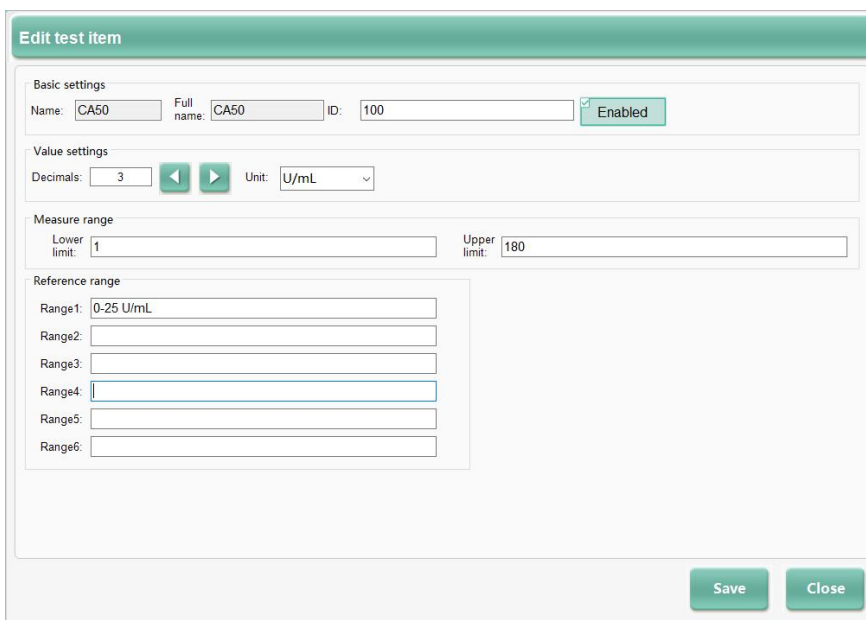 Edit test item
Basic settings
Name: CA50 Full name: CA50 ID: 100 Enabled
Value settings
Decimals: 3 Unit: U/mL
Measure range
Lower limit: 1 Upper limit: 180
Reference range
Range1: 0-25 U/mL
Range2:
Range3:
Range4:
Range5:
Range6:
Save Close